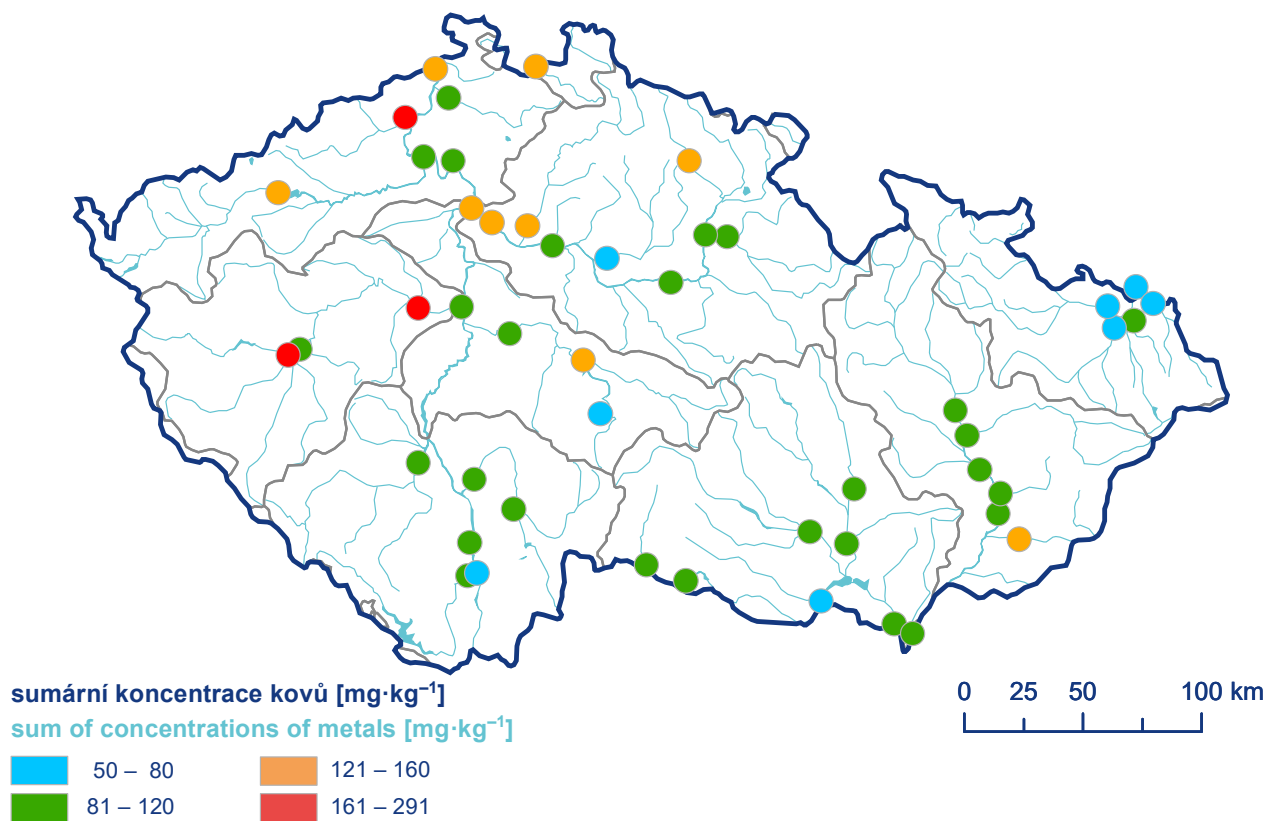 sumární koncentrace kovů [mg·kg⁻¹]
sum of concentrations of metals [mg·kg⁻¹]
50 – 80
121 – 160
81 – 120
161 – 291
0 25 50 100 km